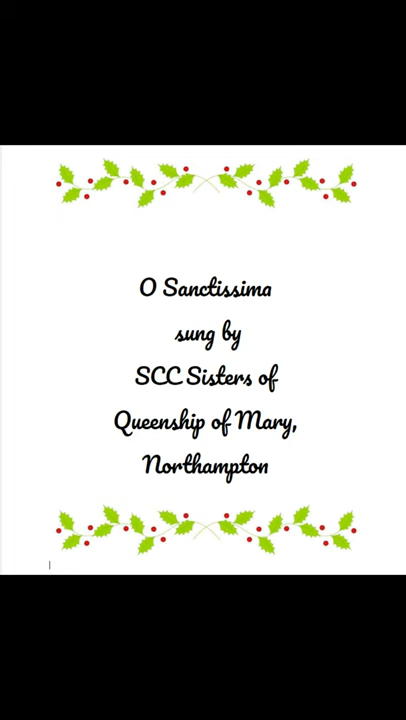 O Sanctissima
sung by
SCC Sisters of
Queenship of Mary,
Northampton